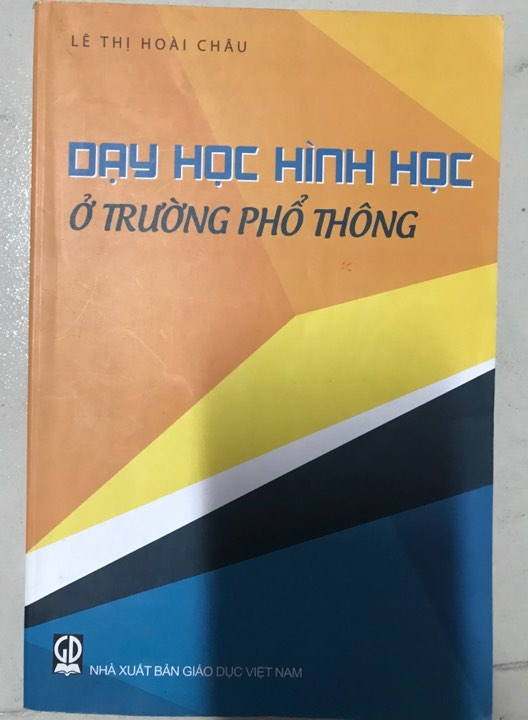 LÊ THỊ HOÀI CHÂU
DẠY HỌC HÌNH HỌC
Ở TRƯỜNG PHỔ THÔNG
GD
NHÀ XUẤT BẢN GIÁO DỤC VIỆT NAM